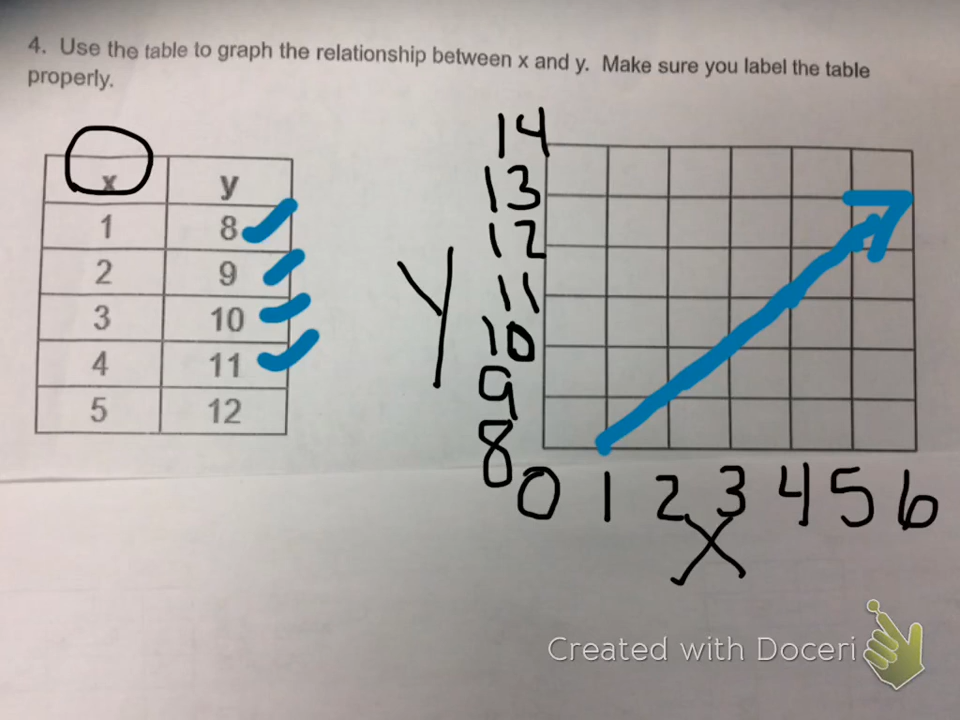 4. Use the table to graph the relationship between x and y. Make sure you label the table
properly.
x y
1 8
2 9
3 10
4 11
5 12
14
13
12
11
10
9
8
y
0 1 2 3 4 5 6
x
Created with Doceri